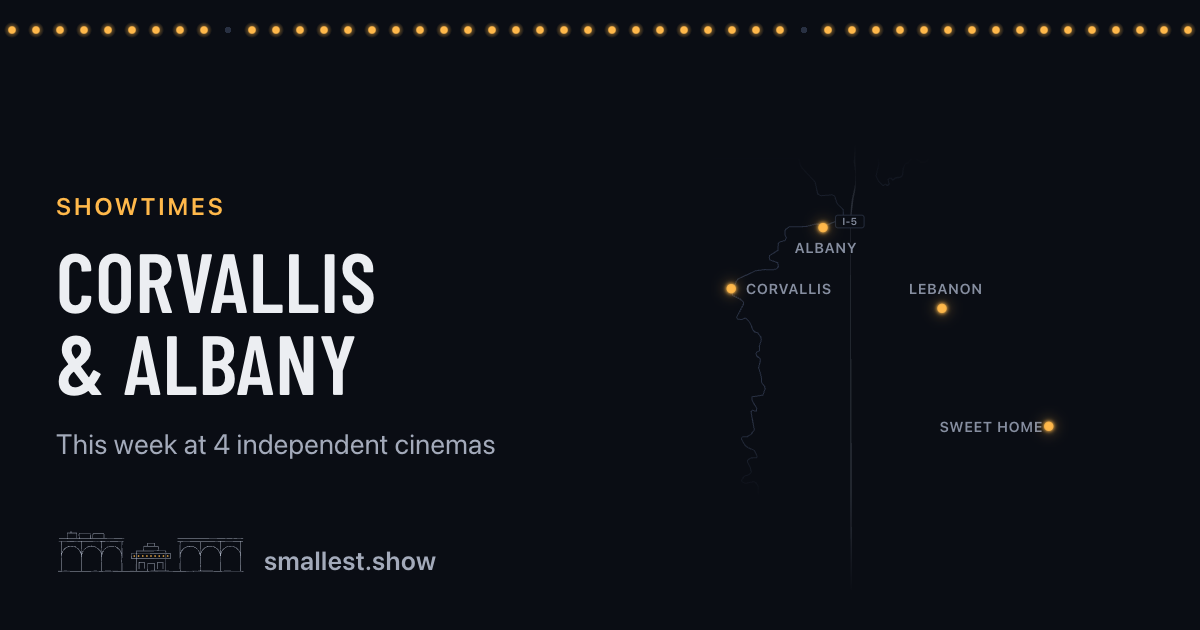 SHOWTIMES
CORVALLIS
& ALBANY
This week at 4 independent cinemas
smallest.show
I-5
ALBANY
CORVALLIS
LEBANON
SWEET HOME